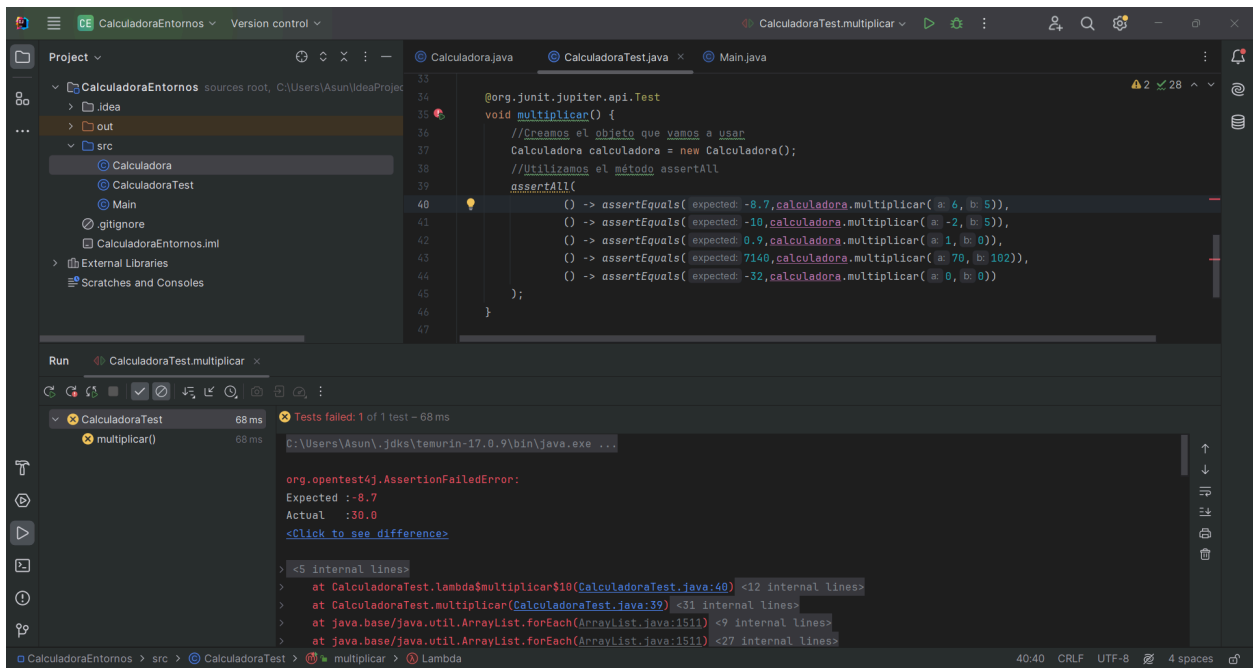 CE CalculadoraEntornos Version control CalculadoraTest.multiplicar
Project
CalculadoraEntornos sources root, C:\Users\Asun\IdeaProjec
.idea
out
src
Calculadora
CalculadoraTest
Main
.gitignore
CalculadoraEntornos.iml
External Libraries
Scratches and Consoles
Calculadora.java CalculadoraTest.java Main.java
2 28
33
34 @org.junit.jupiter.api.Test
35 void multiplicar() {
36 //Creamos el objeto que vamos a usar
37 Calculadora calculadora = new Calculadora();
38 //Utilizamos el método assertAll
39 assertAll(
40 () -> assertEquals( expected: -8.7,calculadora.multiplicar( a: 6, b: 5)),
41 () -> assertEquals( expected: -10,calculadora.multiplicar( a: -2, b: 5)),
42 () -> assertEquals( expected: 0.9,calculadora.multiplicar( a: 1, b: 0)),
43 () -> assertEquals( expected: 7140,calculadora.multiplicar( a: 70, b: 102)),
44 () -> assertEquals( expected: -32,calculadora.multiplicar( a: 0, b: 0))
45 );
46 }
47
Run CalculadoraTest.multiplicar
CalculadoraTest 68 ms
multiplicar() 68 ms
Tests failed: 1 of 1 test – 68 ms
C:\Users\Asun\.jdks\temurin-17.0.9\bin\java.exe ...
org.opentest4j.AssertionFailedError:
Expected :-8.7
Actual :30.0
<Click to see difference>
<5 internal lines>
at CalculadoraTest.lambda$multiplicar$10(CalculadoraTest.java:40) <12 internal lines>
at CalculadoraTest.multiplicar(CalculadoraTest.java:39) <31 internal lines>
at java.base/java.util.ArrayList.forEach(ArrayList.java:1511) <9 internal lines>
at java.base/java.util.ArrayList.forEach(ArrayList.java:1511) <27 internal lines>
CalculadoraEntornos > src > CalculadoraTest > multiplicar > Lambda
40:40 CRLF UTF-8 4 spaces